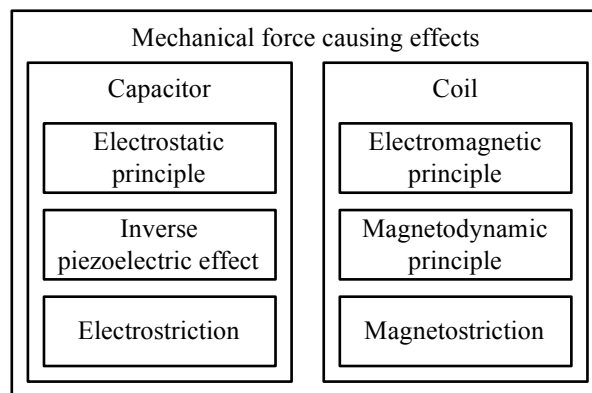 Mechanical force causing effects
Capacitor
Electrostatic
principle
Inverse
piezoelectric effect
Electrostriction
Coil
Electromagnetic
principle
Magnetodynamic
principle
Magnetostriction